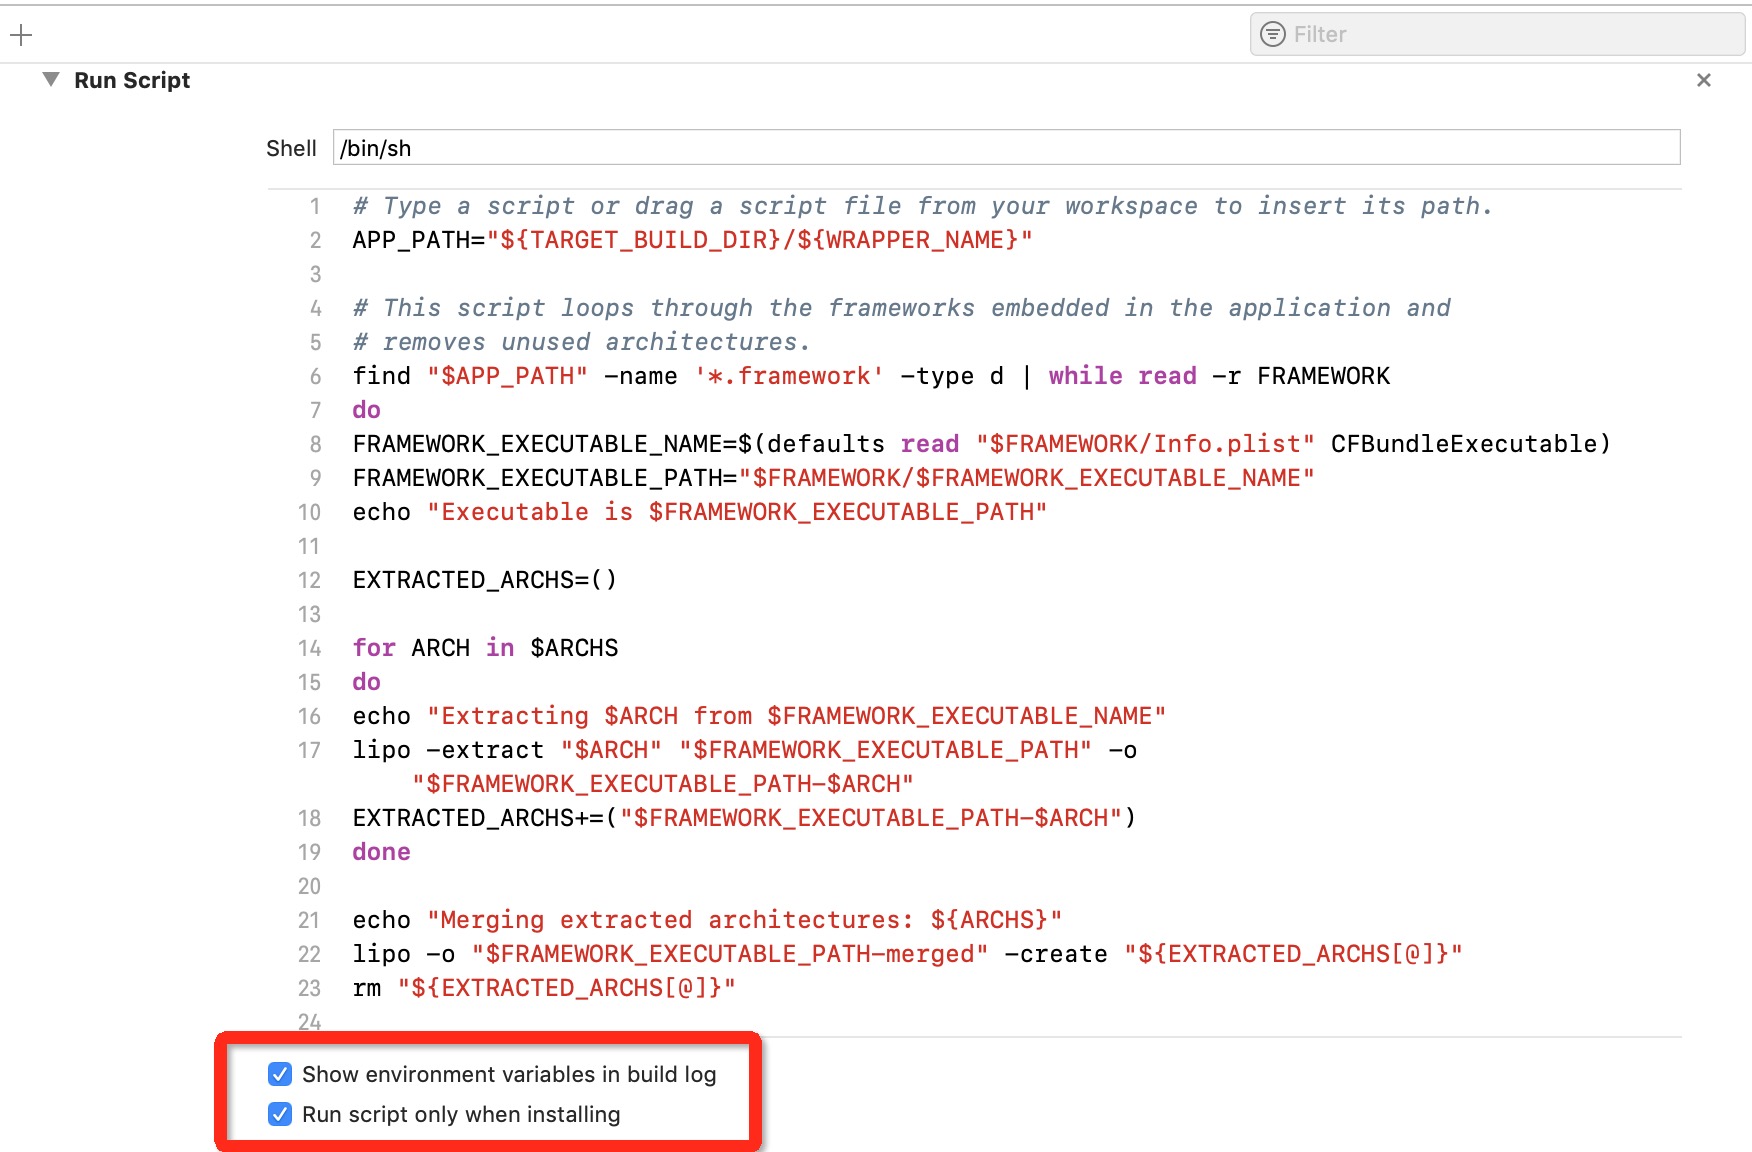 Filter
Run Script
Shell /bin/sh
1 # Type a script or drag a script file from your workspace to insert its path.
2 APP_PATH="${TARGET_BUILD_DIR}/${WRAPPER_NAME}"
3
4 # This script loops through the frameworks embedded in the application and
5 # removes unused architectures.
6 find "$APP_PATH" -name '*.framework' -type d | while read -r FRAMEWORK
7 do
8 FRAMEWORK_EXECUTABLE_NAME=$(defaults read "$FRAMEWORK/Info.plist" CFBundleExecutable)
9 FRAMEWORK_EXECUTABLE_PATH="$FRAMEWORK/$FRAMEWORK_EXECUTABLE_NAME"
10 echo "Executable is $FRAMEWORK_EXECUTABLE_PATH"
11
12 EXTRACTED_ARCHS=()
13
14 for ARCH in $ARCHS
15 do
16 echo "Extracting $ARCH from $FRAMEWORK_EXECUTABLE_NAME"
17 lipo -extract "$ARCH" "$FRAMEWORK_EXECUTABLE_PATH" -o
"$FRAMEWORK_EXECUTABLE_PATH-$ARCH"
18 EXTRACTED_ARCHS+=("$FRAMEWORK_EXECUTABLE_PATH-$ARCH")
19 done
20
21 echo "Merging extracted architectures: ${ARCHS}"
22 lipo -o "$FRAMEWORK_EXECUTABLE_PATH-merged" -create "${EXTRACTED_ARCHS[@]}"
23 rm "${EXTRACTED_ARCHS[@]}"
24
Show environment variables in build log
Run script only when installing